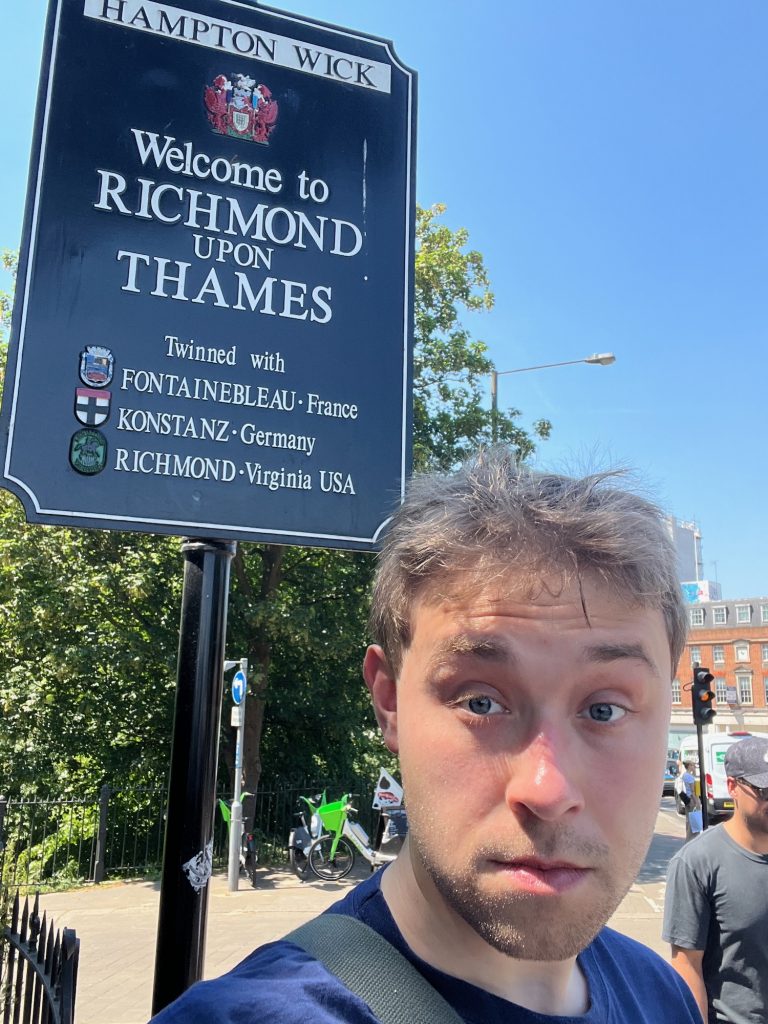 HAMPTON WICK
Welcome to
RICHMOND
UPON
THAMES
Twinned with
FONTAINEBLEAU·France
KONSTANZ·Germany
RICHMOND·Virginia USA